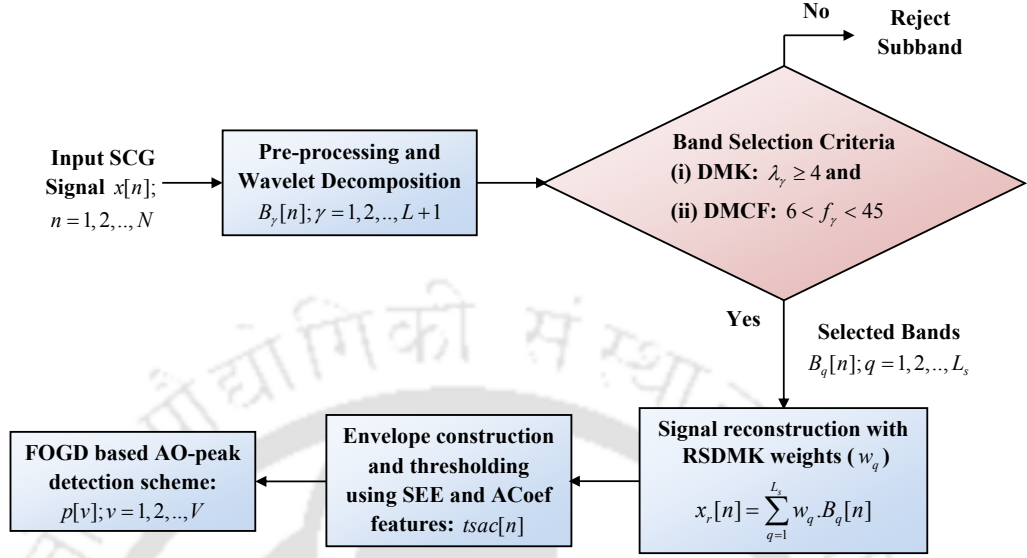 No
Reject
Subband
Input SCG
Signal x[n];
n = 1, 2, .., N
Pre-processing and
Wavelet Decomposition
B_γ[n]; γ = 1, 2, .., L + 1
Band Selection Criteria
(i) DMK: λ_γ ≥ 4 and
(ii) DMCF: 6 < f_γ < 45
Yes
Selected Bands
B_q[n]; q = 1, 2, .., L_s
Signal reconstruction with
RSDMK weights ( w_q )
x_r[n] = ∑_{q=1}^{L_s} w_q . B_q[n]
Envelope construction
and thresholding
using SEE and ACoef
features: tsac[n]
FOGD based AO-peak
detection scheme:
p[v]; v = 1, 2, .., V